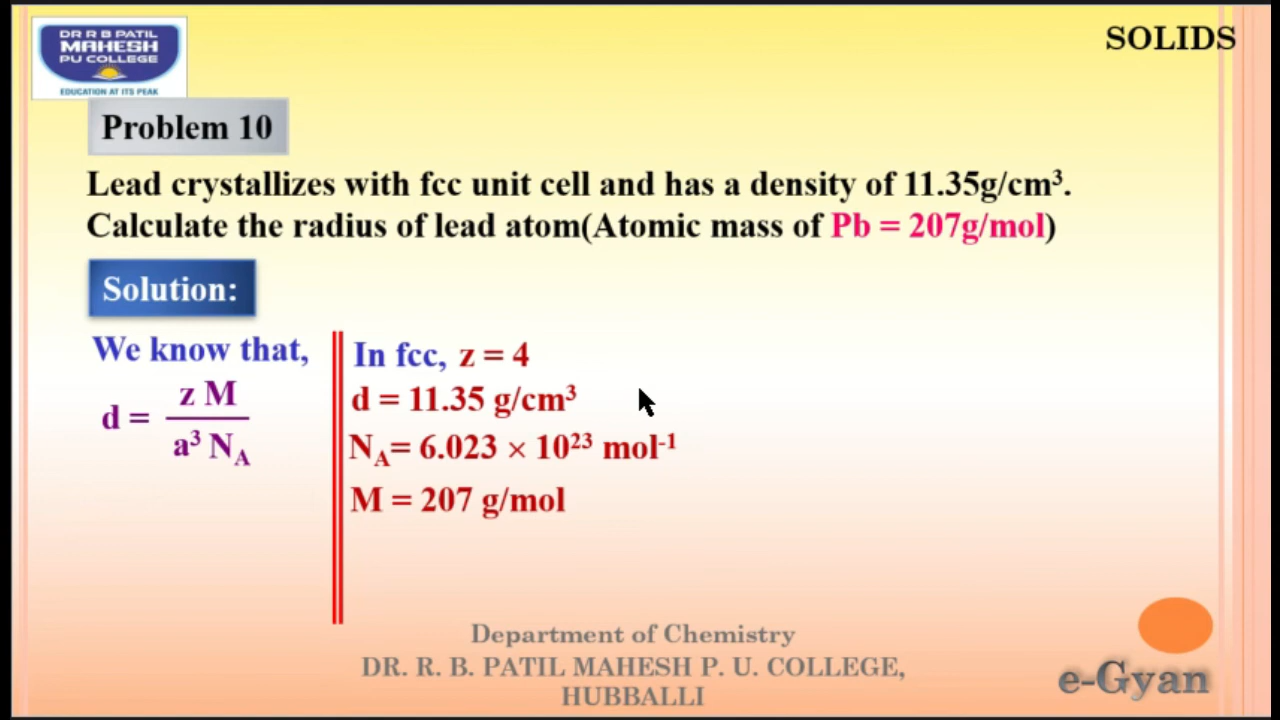 DR R B PATIL
MAHESH
PU COLLEGE
EDUCATION AT ITS PEAK
SOLIDS
Problem 10
Lead crystallizes with fcc unit cell and has a density of 11.35g/cm³.
Calculate the radius of lead atom(Atomic mass of Pb = 207g/mol)
Solution:
We know that,
d = z M / a³ N_A
In fcc, z = 4
d = 11.35 g/cm³
N_A= 6.023 × 10²³ mol⁻¹
M = 207 g/mol
Department of Chemistry
DR. R. B. PATIL MAHESH P. U. COLLEGE,
HUBBALLI
e-Gyan